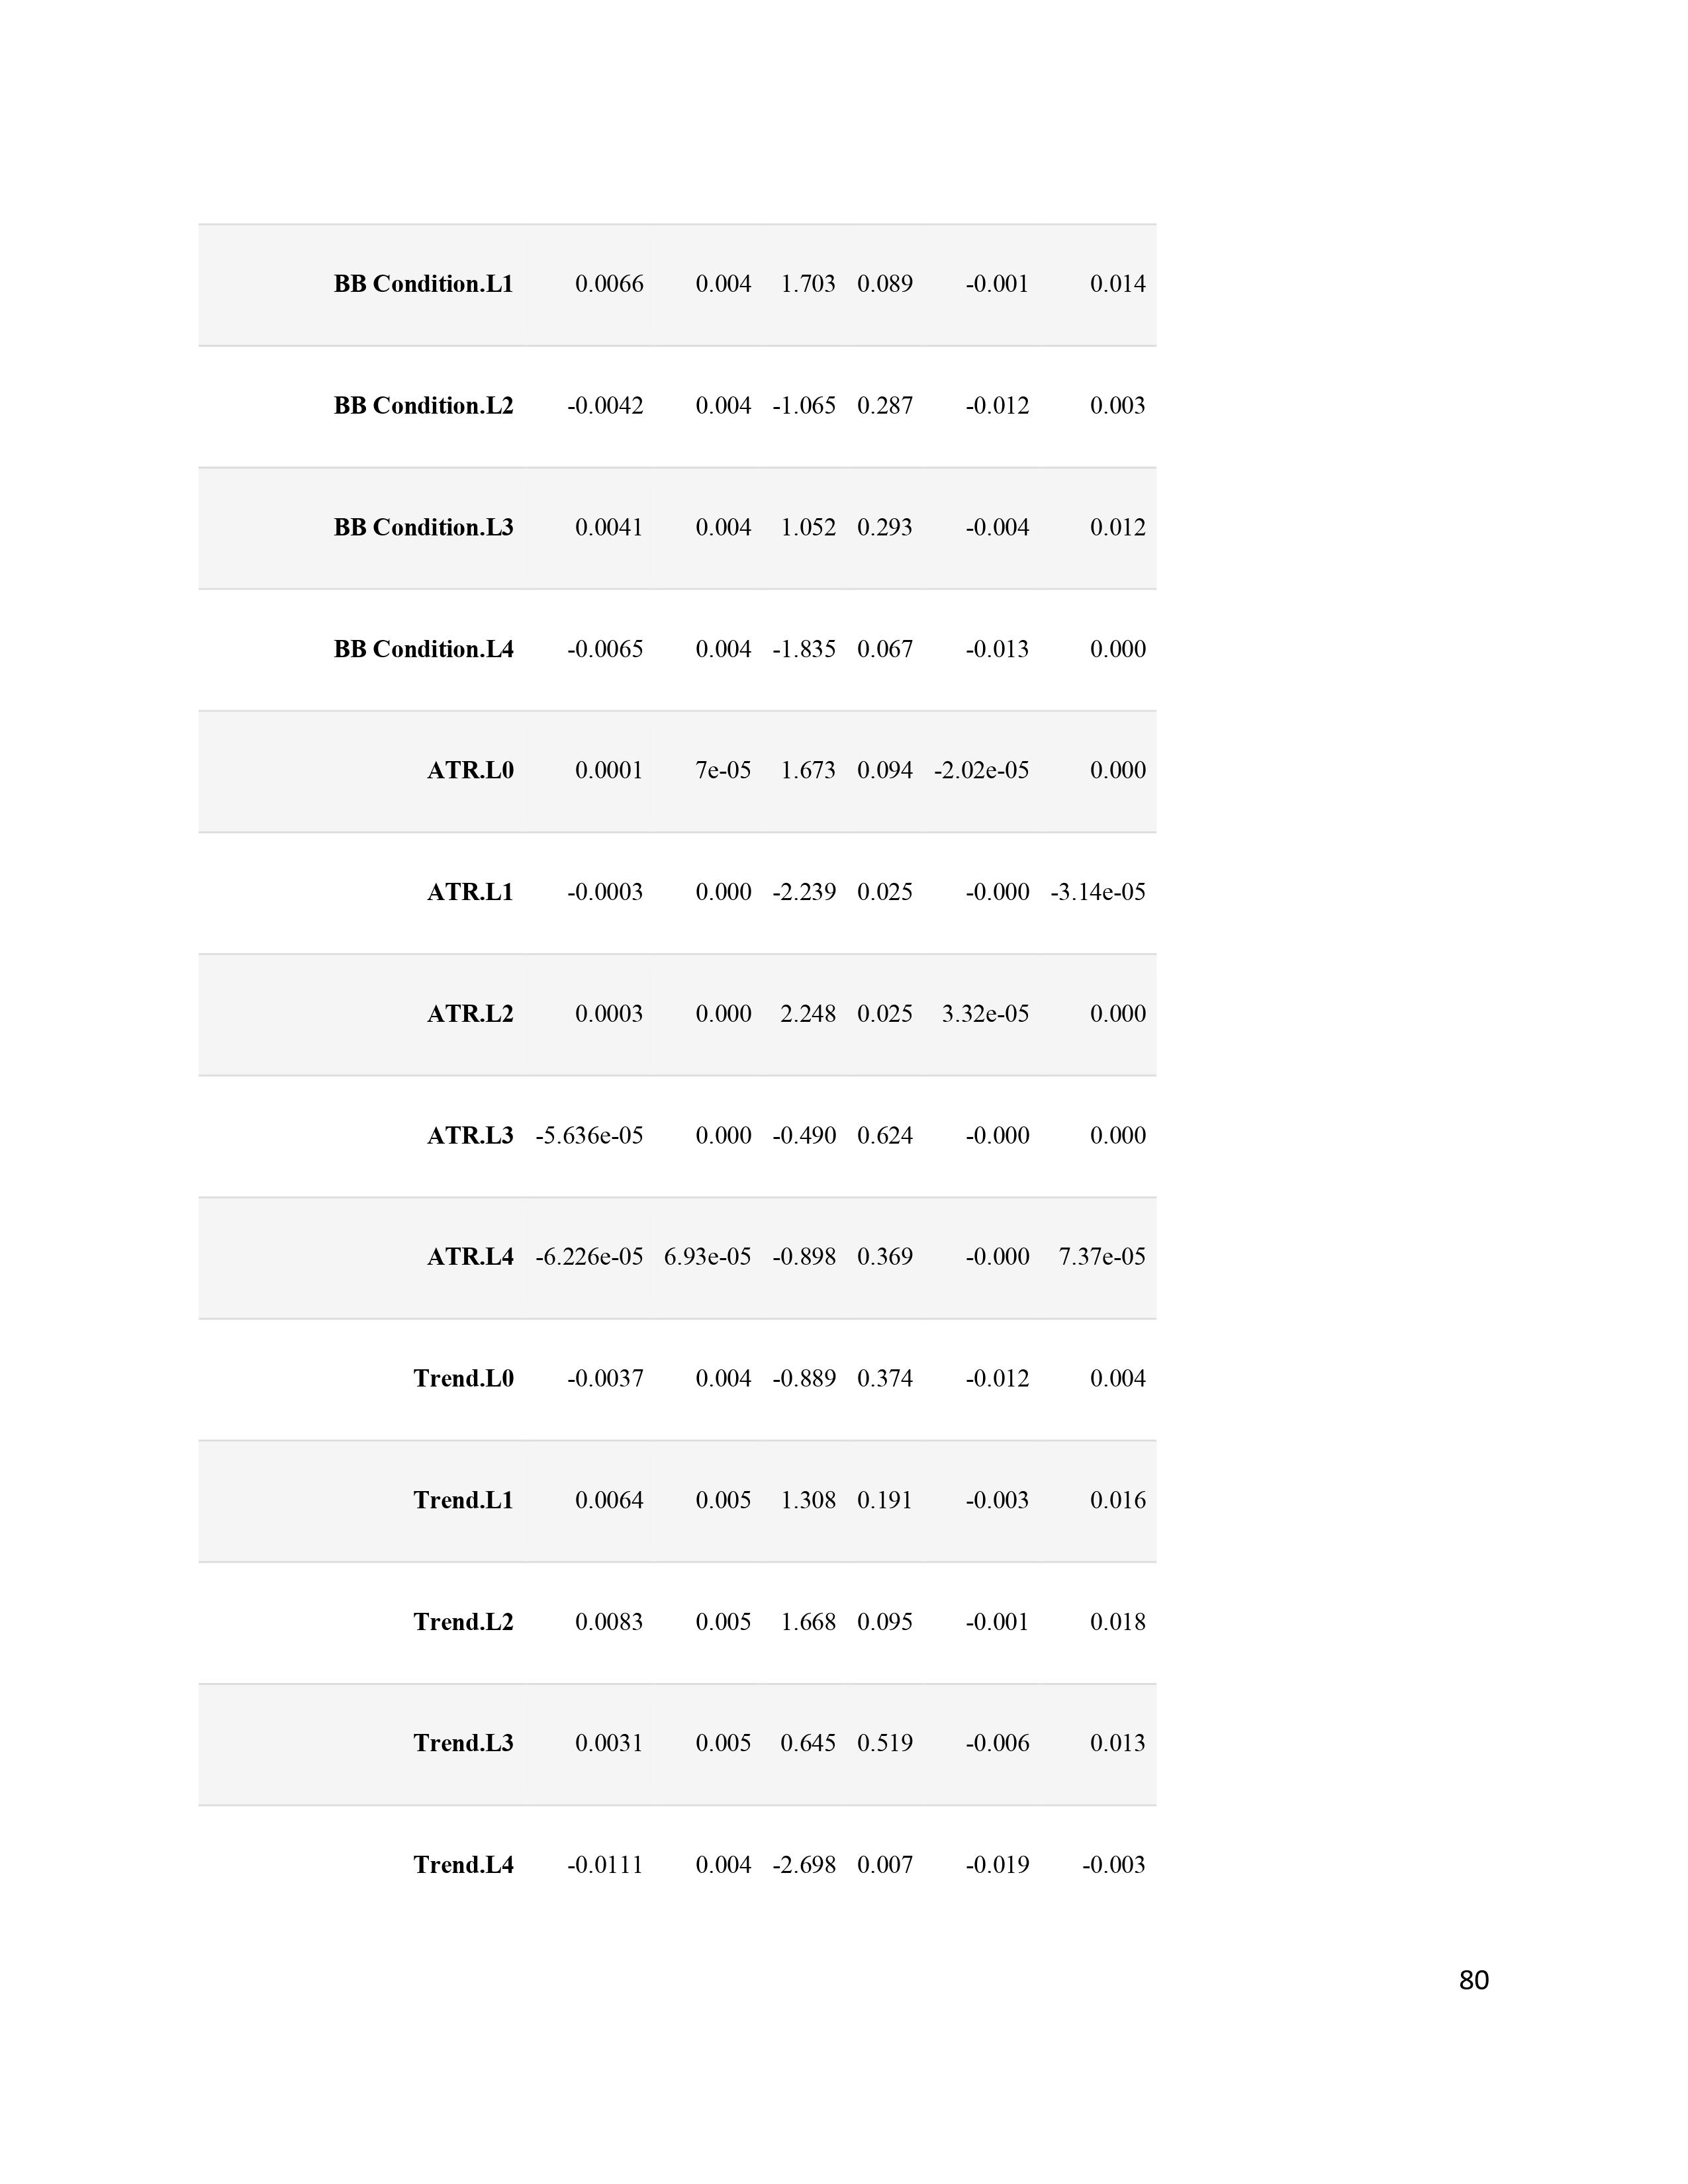 BB Condition.L1 0.0066 0.004 1.703 0.089 -0.001 0.014
BB Condition.L2 -0.0042 0.004 -1.065 0.287 -0.012 0.003
BB Condition.L3 0.0041 0.004 1.052 0.293 -0.004 0.012
BB Condition.L4 -0.0065 0.004 -1.835 0.067 -0.013 0.000
ATR.L0 0.0001 7e-05 1.673 0.094 -2.02e-05 0.000
ATR.L1 -0.0003 0.000 -2.239 0.025 -0.000 -3.14e-05
ATR.L2 0.0003 0.000 2.248 0.025 3.32e-05 0.000
ATR.L3 -5.636e-05 0.000 -0.490 0.624 -0.000 0.000
ATR.L4 -6.226e-05 6.93e-05 -0.898 0.369 -0.000 7.37e-05
Trend.L0 -0.0037 0.004 -0.889 0.374 -0.012 0.004
Trend.L1 0.0064 0.005 1.308 0.191 -0.003 0.016
Trend.L2 0.0083 0.005 1.668 0.095 -0.001 0.018
Trend.L3 0.0031 0.005 0.645 0.519 -0.006 0.013
Trend.L4 -0.0111 0.004 -2.698 0.007 -0.019 -0.003
80